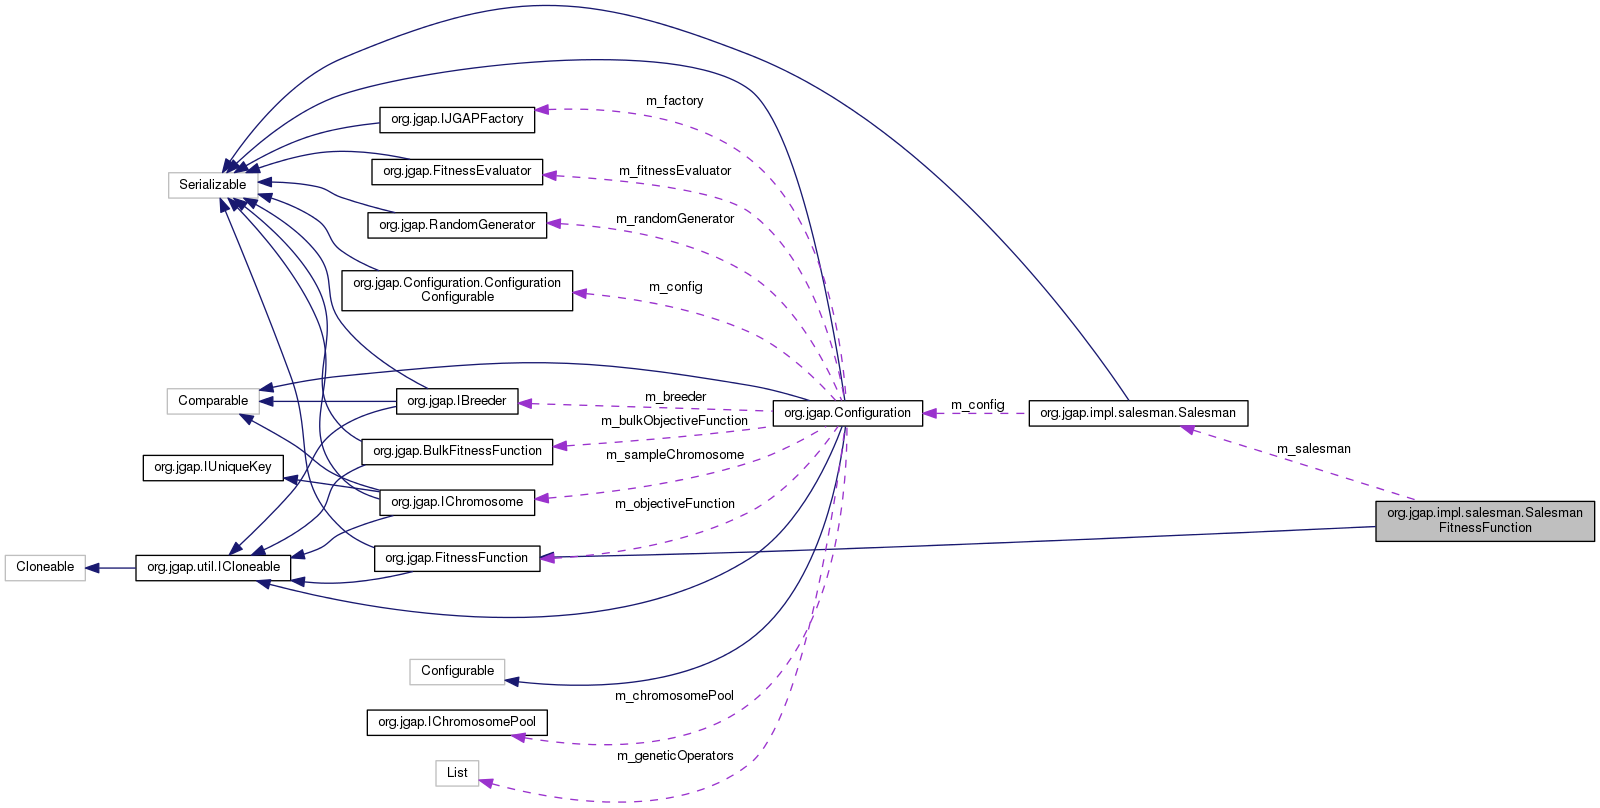 m_factory
org.jgap.IJGAPFactory
m_fitnessEvaluator
org.jgap.FitnessEvaluator
Serializable
m_randomGenerator
org.jgap.RandomGenerator
m_config
org.jgap.Configuration.Configuration
Configurable
Comparable
org.jgap.IBreeder
m_breeder
org.jgap.Configuration
m_config
org.jgap.impl.salesman.Salesman
m_bulkObjectiveFunction
org.jgap.BulkFitnessFunction
m_salesman
m_sampleChromosome
org.jgap.IUniqueKey
org.jgap.IChromosome
m_objectiveFunction
org.jgap.impl.salesman.Salesman
FitnessFunction
org.jgap.FitnessFunction
Cloneable
org.jgap.util.ICloneable
Configurable
m_chromosomePool
org.jgap.IChromosomePool
m_geneticOperators
List